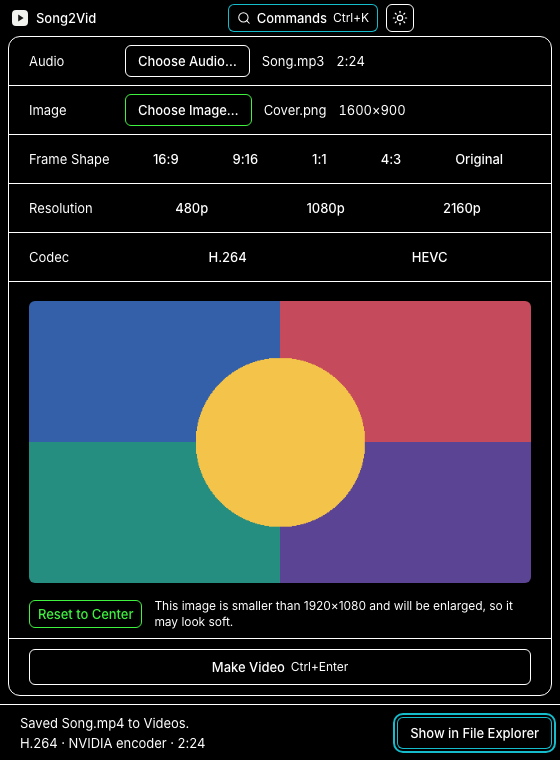 Song2Vid
Commands Ctrl+K
Audio Choose Audio... Song.mp3 2:24
Image Choose Image... Cover.png 1600×900
Frame Shape 16:9 9:16 1:1 4:3 Original
Resolution 480p 1080p 2160p
Codec H.264 HEVC
Reset to Center
This image is smaller than 1920×1080 and will be enlarged, so it
may look soft.
Make Video Ctrl+Enter
Saved Song.mp4 to Videos.
H.264 · NVIDIA encoder · 2:24
Show in File Explorer